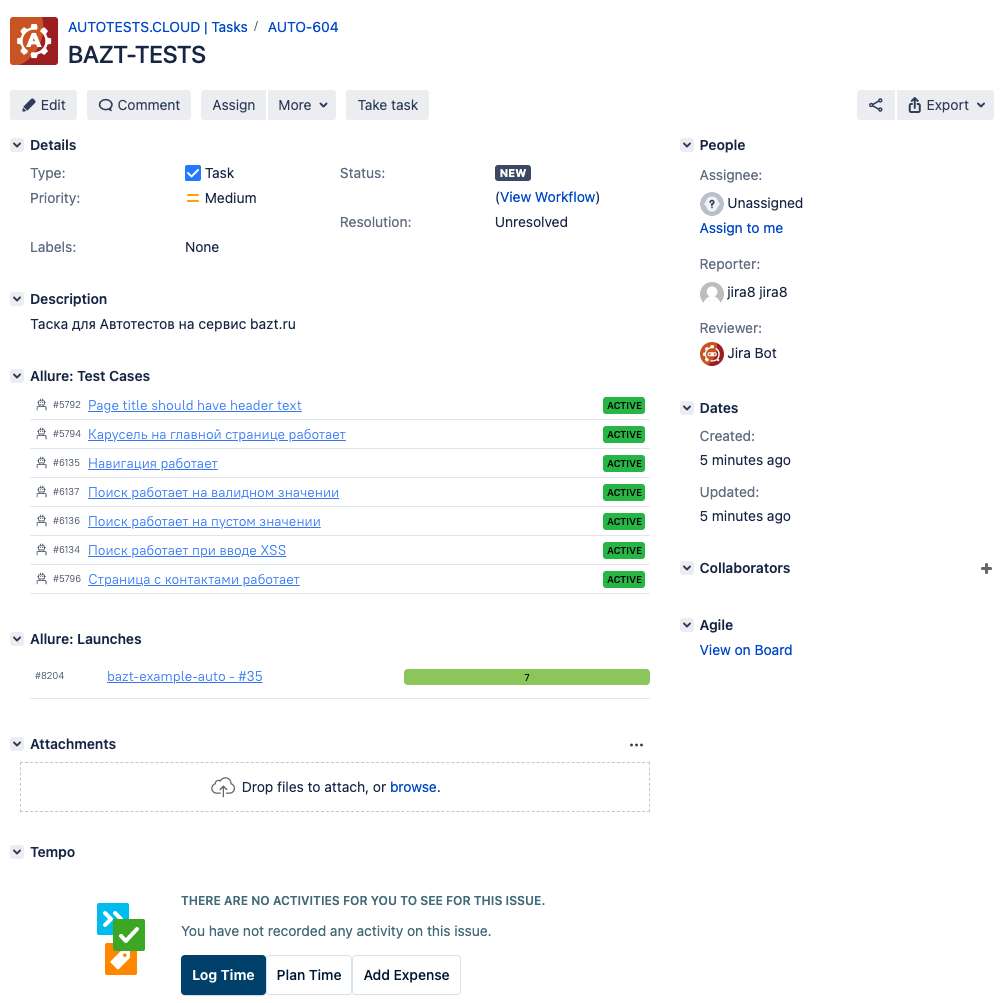 AUTOTESTS.CLOUD | Tasks / AUTO-604
BAZT-TESTS
Edit Comment Assign More Take task Export
Details
Type: Task Status: NEW
Priority: Medium (View Workflow)
Resolution: Unresolved
Labels: None
Description
Таска для Автотестов на сервис bazt.ru
Allure: Test Cases
#5792 Page title should have header text ACTIVE
#5794 Карусель на главной странице работает ACTIVE
#6135 Навигация работает ACTIVE
#6137 Поиск работает на валидном значении ACTIVE
#6136 Поиск работает на пустом значении ACTIVE
#6134 Поиск работает при вводе XSS ACTIVE
#5796 Страница с контактами работает ACTIVE
Allure: Launches
#8204 bazt-example-auto - #35 7
Attachments
Drop files to attach, or browse.
Tempo
THERE ARE NO ACTIVITIES FOR YOU TO SEE FOR THIS ISSUE.
You have not recorded any activity on this issue.
Log Time Plan Time Add Expense
People
Assignee:
Unassigned
Assign to me
Reporter:
jira8 jira8
Reviewer:
Jira Bot
Dates
Created:
5 minutes ago
Updated:
5 minutes ago
Collaborators
Agile
View on Board